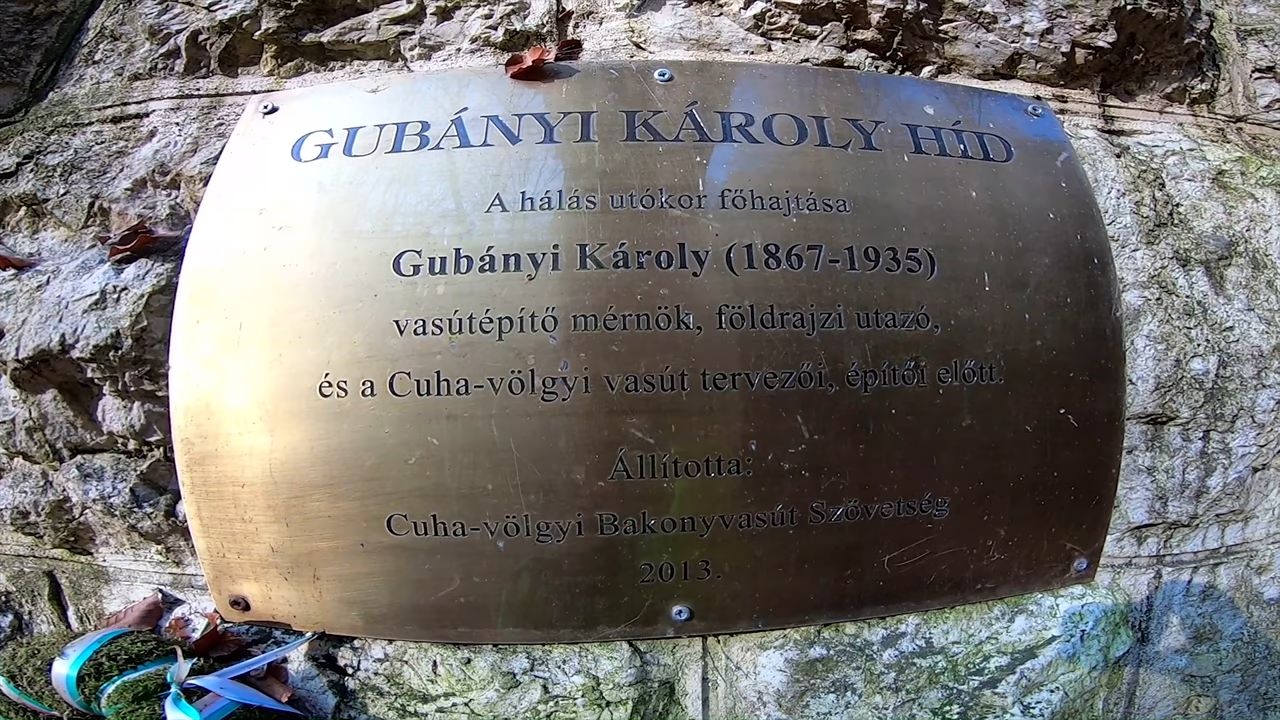 GUBÁNYI KÁROLY HÍD
A hálás utókor főhajtása
Gubányi Károly (1867-1935)
vasútépítő mérnök, földrajzi utazó,
és a Cuha-völgyi vasút tervezői, építői előtt.
Állította:
Cuha-völgyi Bakonyvasút Szövetség
2013.